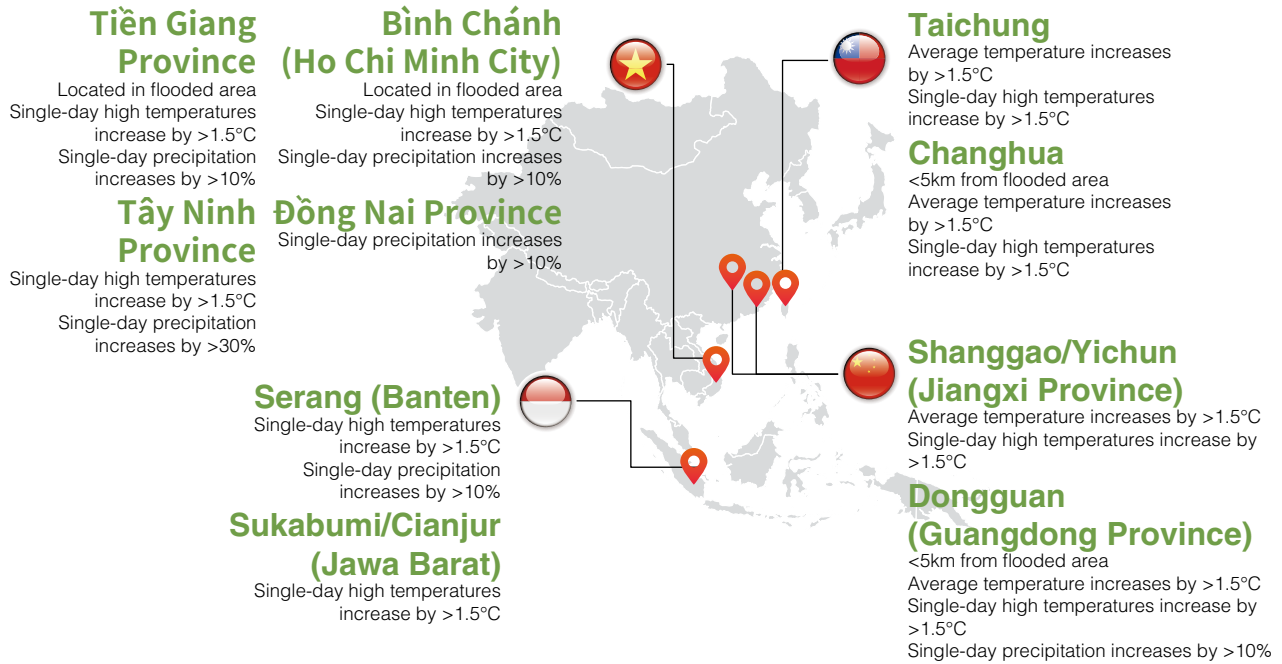 Tiền Giang
Province
Located in flooded area
Single-day high temperatures
increase by >1.5°C
Single-day precipitation
increases by >10%
Bình Chánh
(Ho Chi Minh City)
Located in flooded area
Single-day high temperatures
increase by >1.5°C
Single-day precipitation increases
by >10%
Tây Ninh
Province
Single-day high temperatures
increase by >1.5°C
Single-day precipitation
increases by >30%
Đồng Nai Province
Single-day precipitation increases
by >10%
Serang (Banten)
Single-day high temperatures
increase by >1.5°C
Single-day precipitation
increases by >10%
Sukabumi/Cianjur
(Jawa Barat)
Single-day high temperatures
increase by >1.5°C
Taichung
Average temperature increases
by >1.5°C
Single-day high temperatures
increase by >1.5°C
Changhua
<5km from flooded area
Average temperature increases
by >1.5°C
Single-day high temperatures
increase by >1.5°C
Shanggao/Yichun
(Jiangxi Province)
Average temperature increases by >1.5°C
Single-day high temperatures increase by
>1.5°C
Dongguan
(Guangdong Province)
<5km from flooded area
Average temperature increases by >1.5°C
Single-day high temperatures increase by
>1.5°C
Single-day precipitation increases by >10%